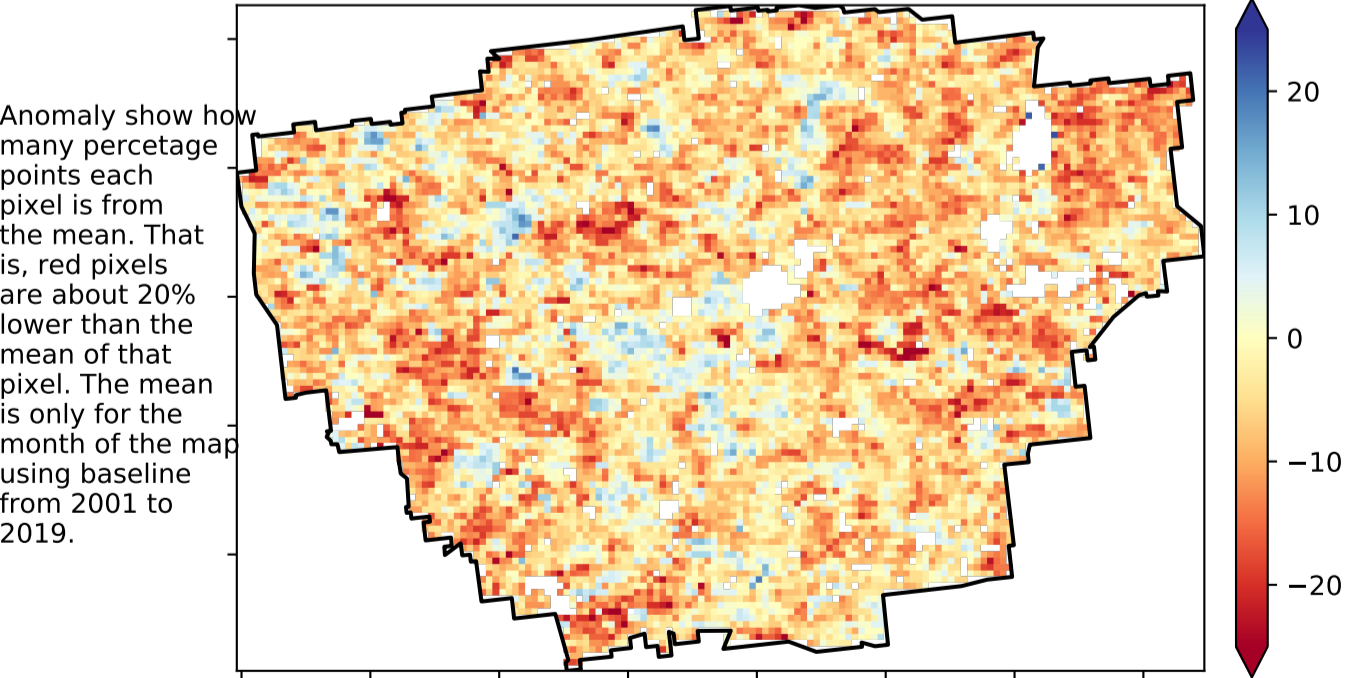 Anomaly show how
many percetage
points each
pixel is from
the mean. That
is, red pixels
are about 20%
lower than the
mean of that
pixel. The mean
is only for the
month of the map
using baseline
from 2001 to
2019.
20
10
0
−10
−20